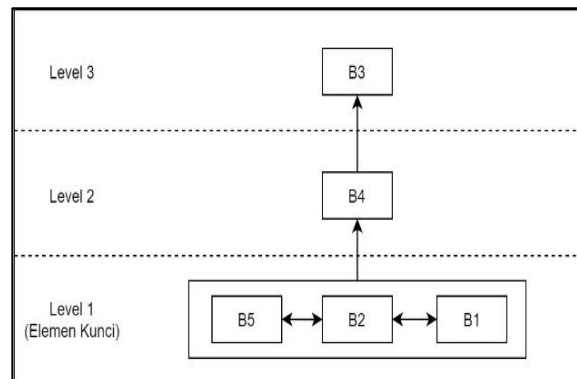 Level 3
B3
Level 2
B4
Level 1
(Elemen Kunci)
B5
B2
B1